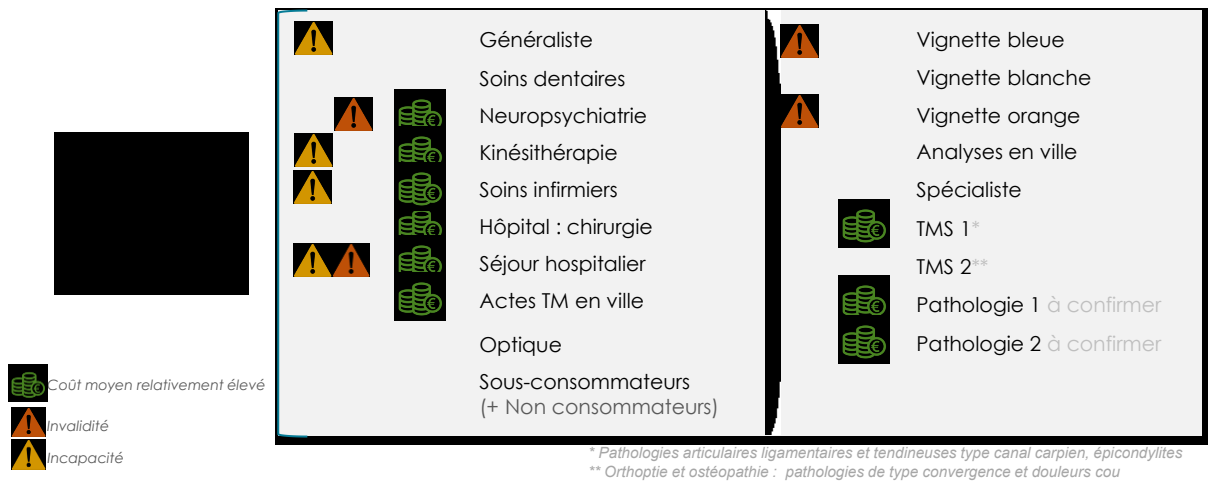 Généraliste
Soins dentaires
Neuropsychiatrie
Kinésithérapie
Soins infirmiers
Hôpital : chirurgie
Séjour hospitalier
Actes TM en ville
Optique
Sous-consommateurs
(+ Non consommateurs)
Vignette bleue
Vignette blanche
Vignette orange
Analyses en ville
Spécialiste
TMS 1*
TMS 2**
Pathologie 1 à confirmer
Pathologie 2 à confirmer
Coût moyen relativement élevé
Invalidité
Incapacité
* Pathologies articulaires ligamentaires et tendineuses type canal carpien, épicondylites
** Orthoptie et ostéopathie : pathologies de type convergence et douleurs cou